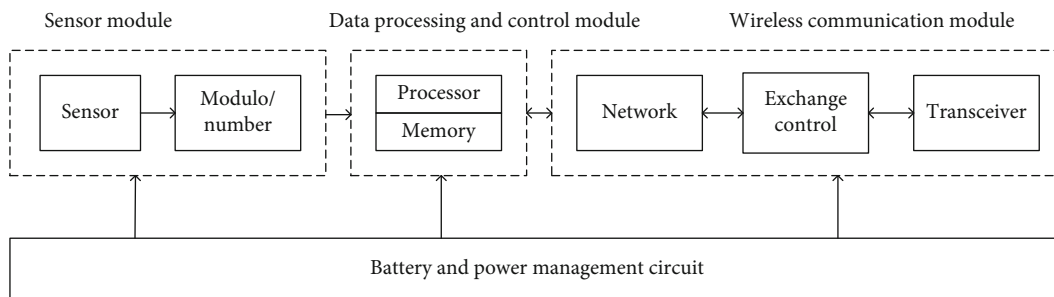 Sensor module
Data processing and control module
Wireless communication module
Sensor
Modulo/
number
Processor
Memory
Network
Exchange
control
Transceiver
Battery and power management circuit